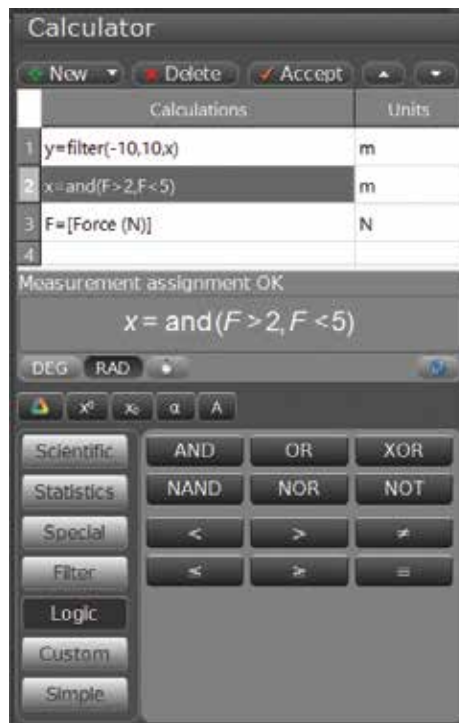 Calculator
New Delete Accept
Calculations Units
1 y=filter(-10,10,x) m
2 x=and(F>2,F<5) m
3 F=[Force (N)] N
4
Measurement assignment OK
x = and(F >2, F <5)
DEG RAD
α A
Scientific AND OR XOR
Statistics NAND NOR NOT
Special < > ≠
Filter ≤ ≥ =
Logic
Custom
Simple